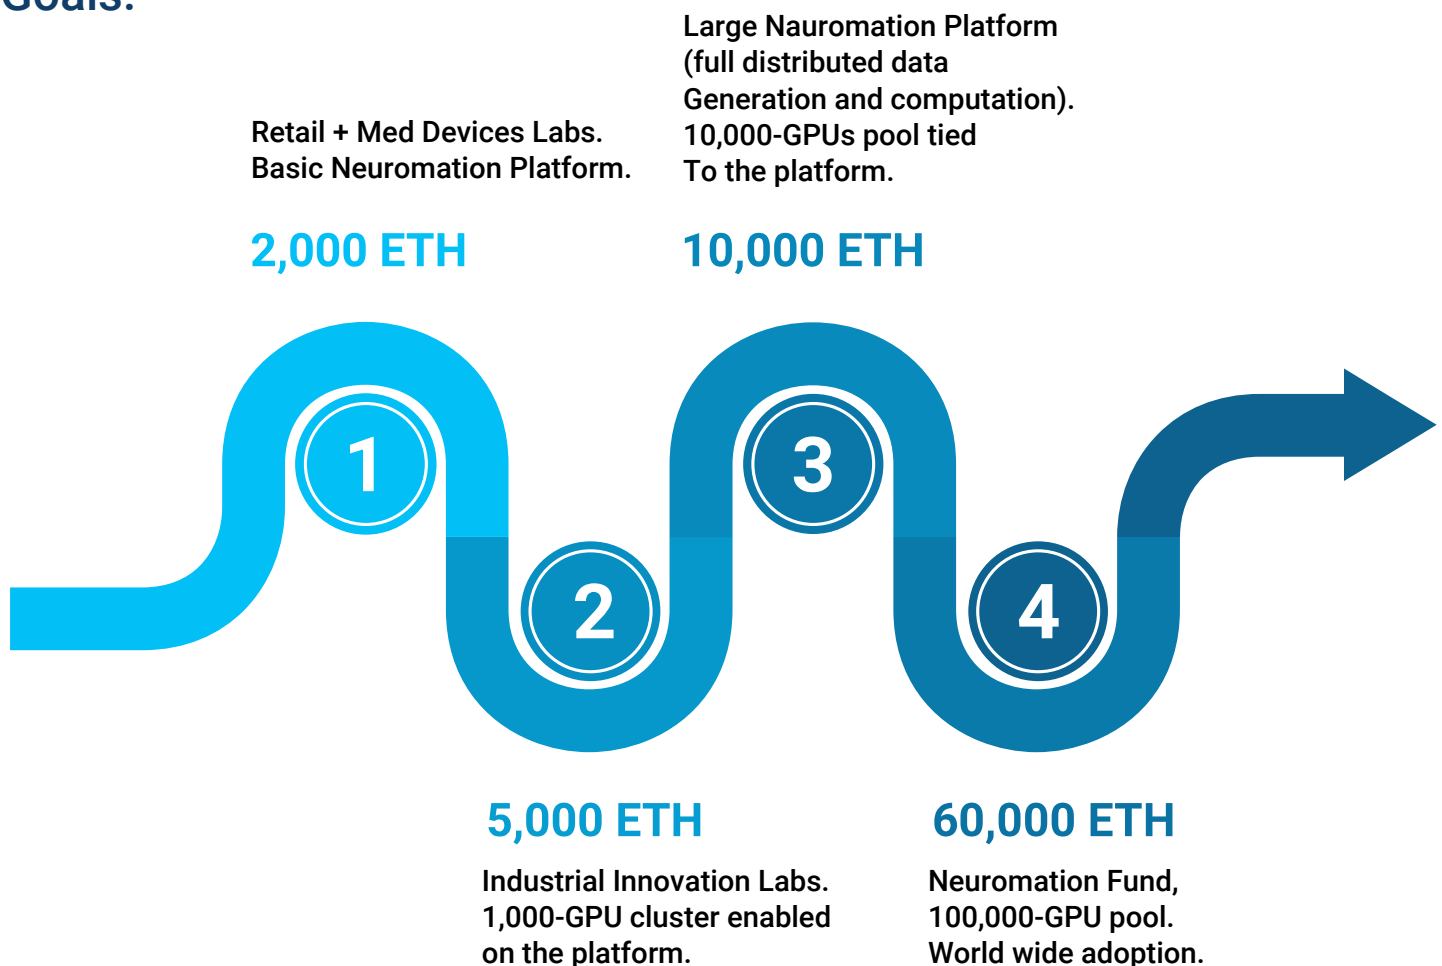 Goals:
Retail + Med Devices Labs.
Basic Neuromation Platform.
2,000 ETH
Large Nauromation Platform
(full distributed data
Generation and computation).
10,000-GPUs pool tied
To the platform.
10,000 ETH
1
2
3
4
5,000 ETH
Industrial Innovation Labs.
1,000-GPU cluster enabled
on the platform.
60,000 ETH
Neuromation Fund,
100,000-GPU pool.
World wide adoption.